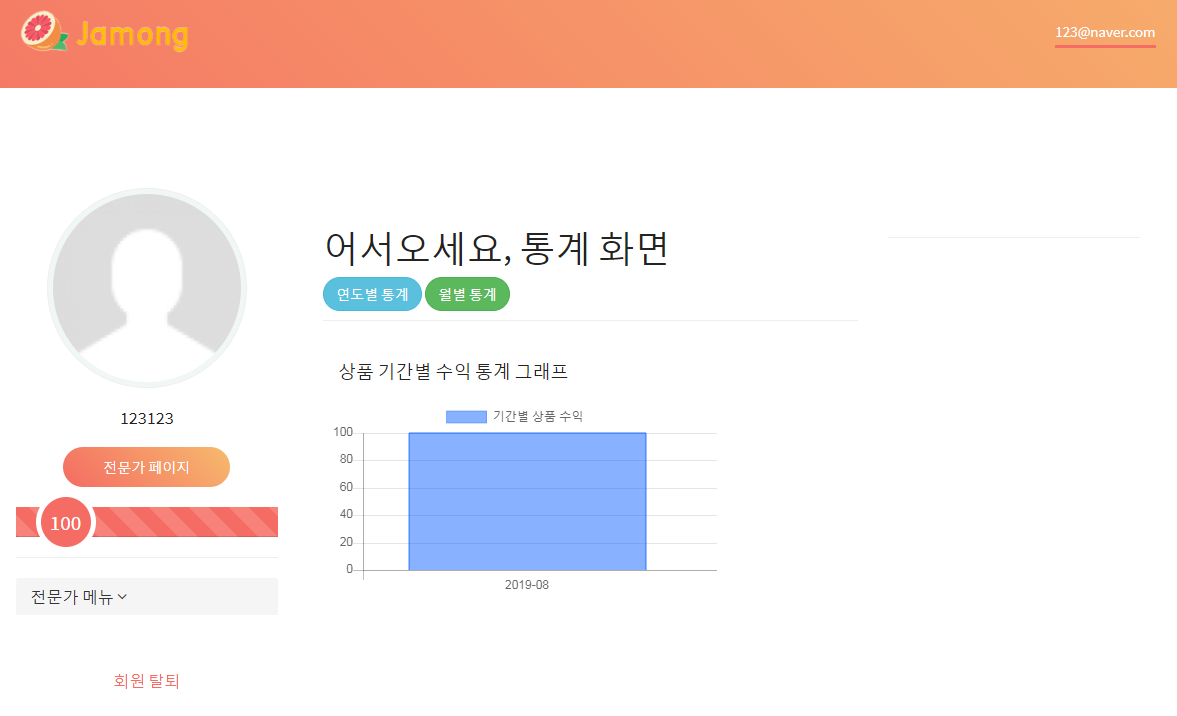 Jamong
123@naver.com
어서오세요, 통계 화면
연도별 통계 월별 통계
상품 기간별 수익 통계 그래프
기간별 상품 수익
100
80
60
40
20
0
2019-08
123123
전문가 페이지
100
전문가 메뉴
회원 탈퇴